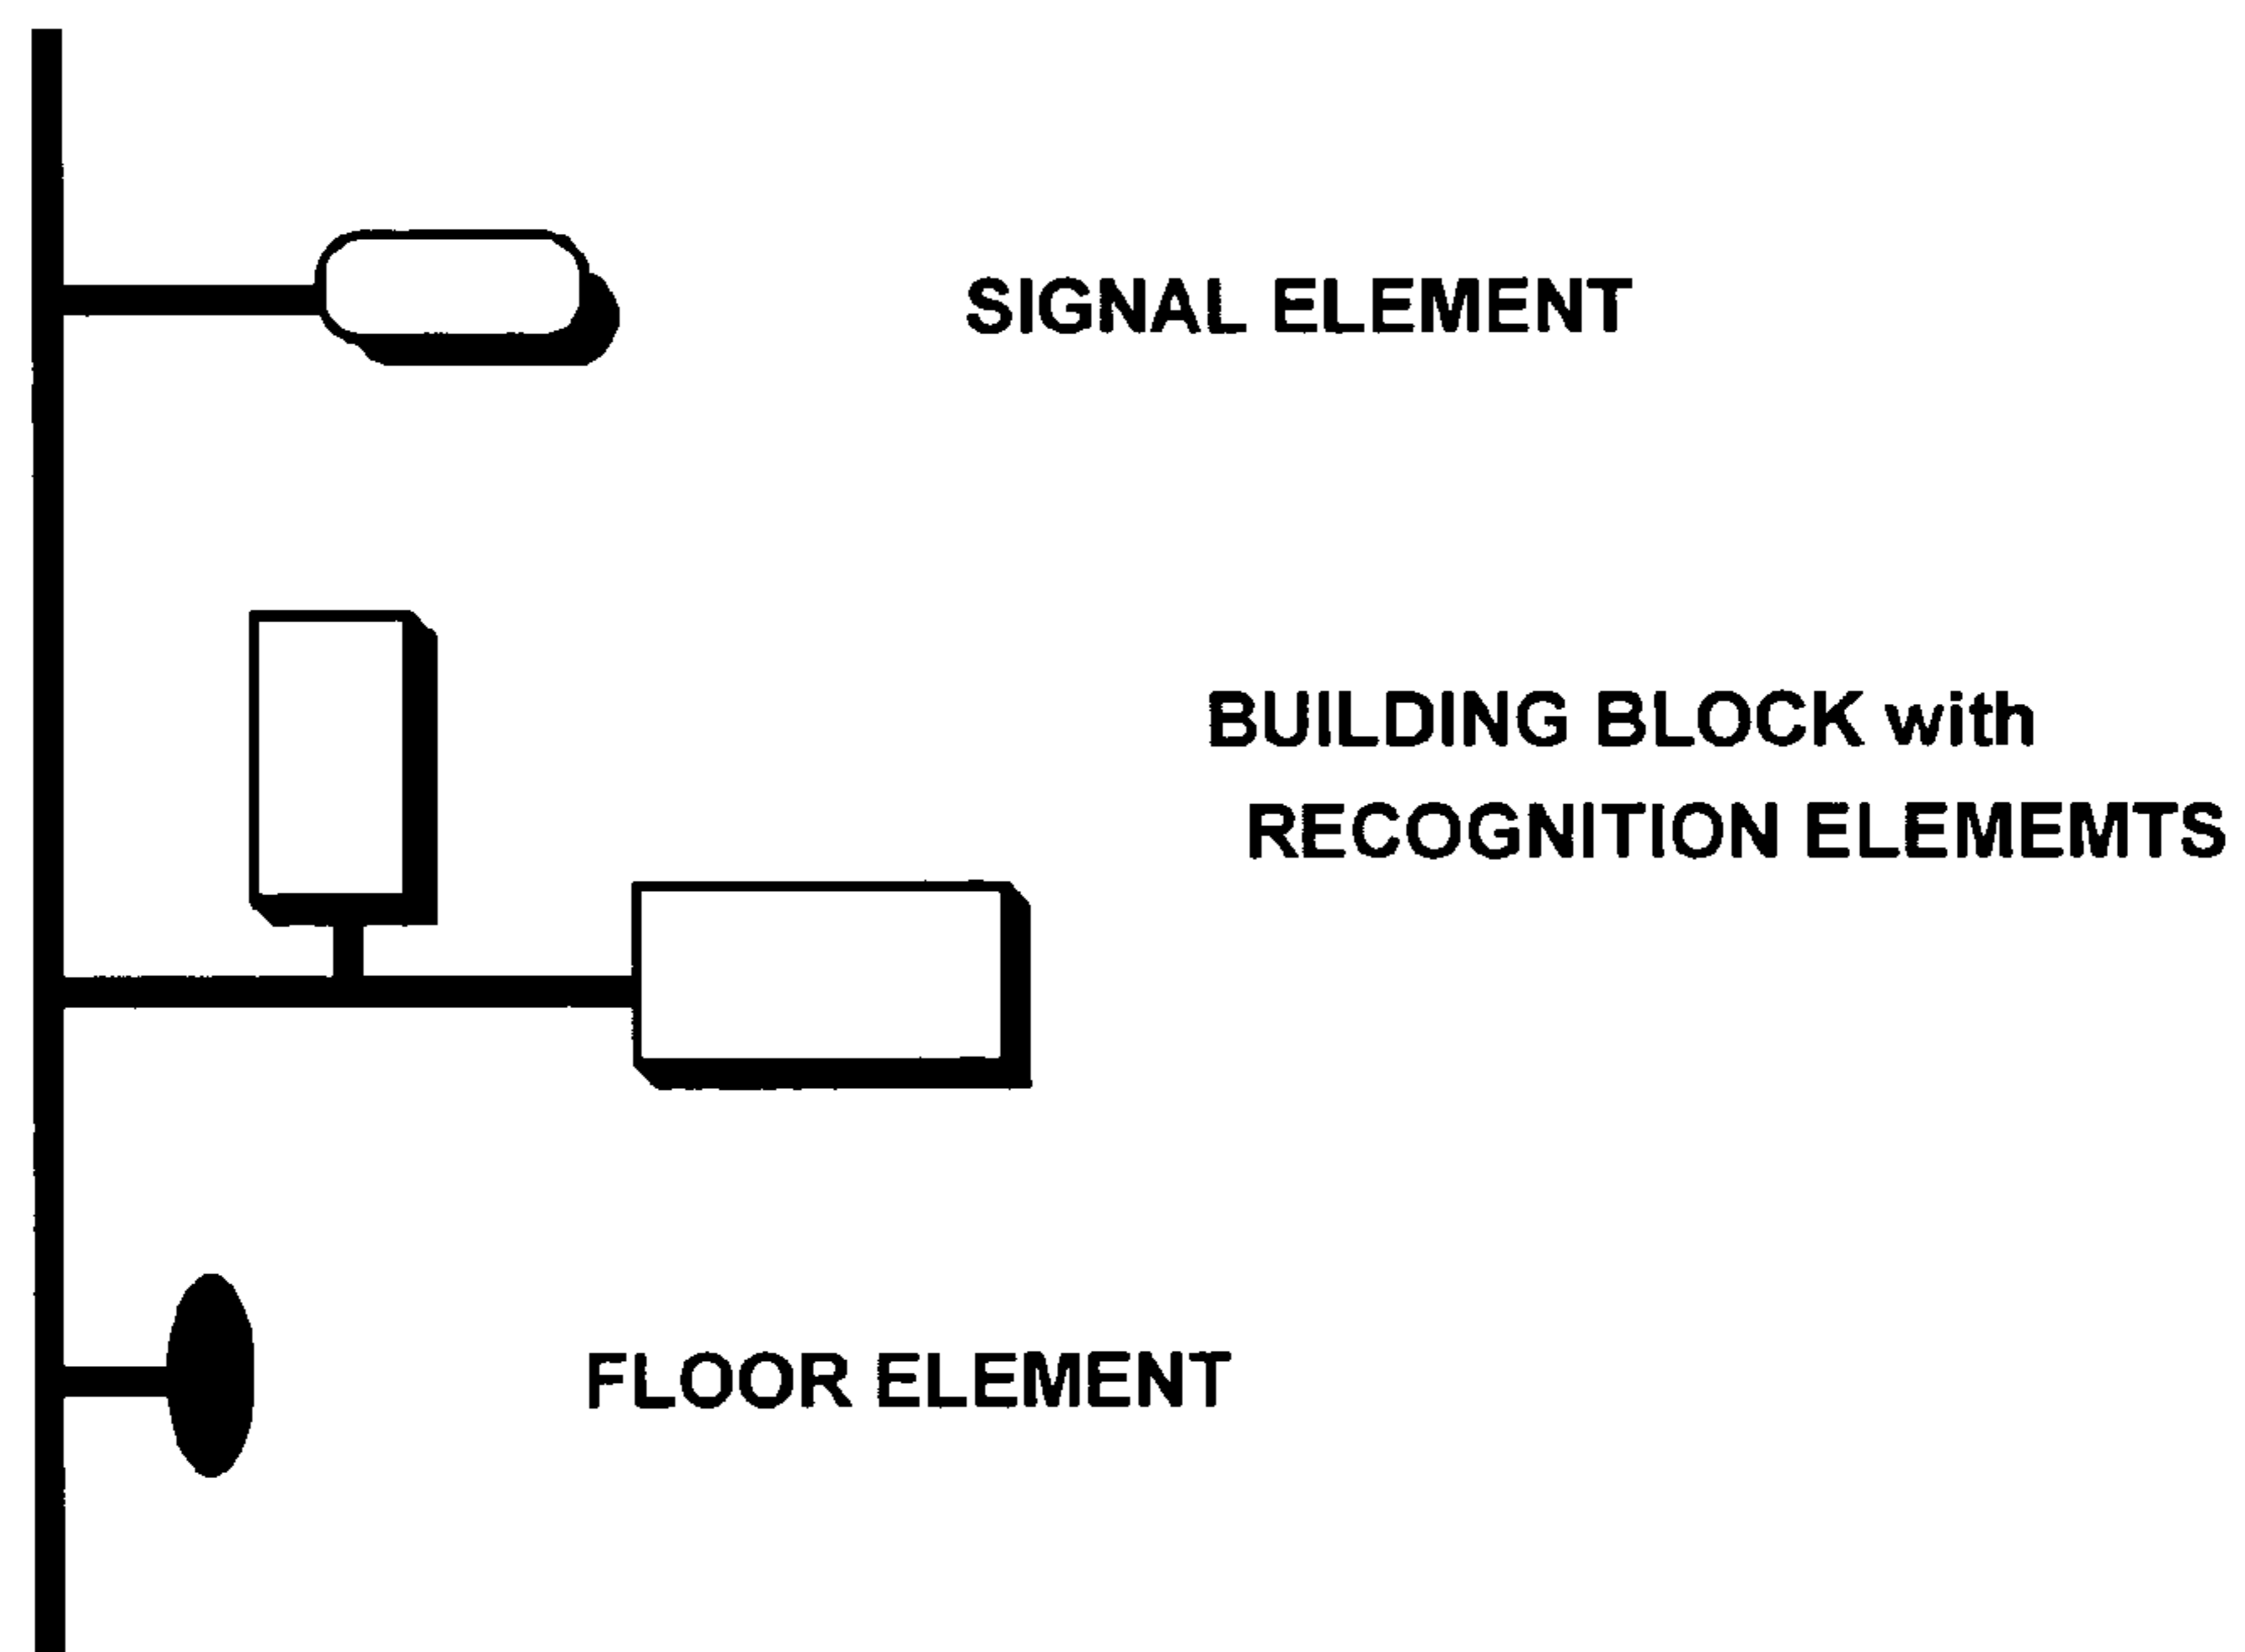 SIGNAL ELEMENT
BUILDING BLOCK with
RECOGNITION ELEMEMTS
FLOOR ELEMENT